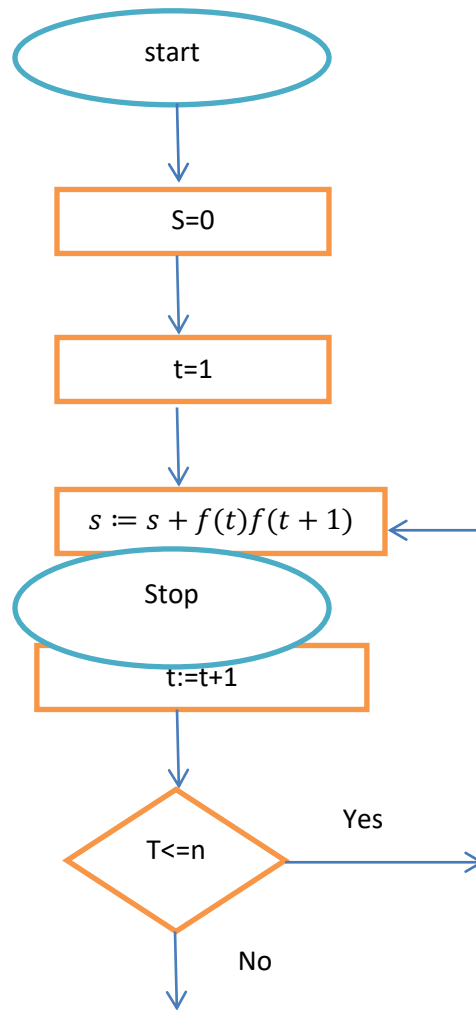 start
S=0
t=1
s := s + f(t)f(t + 1)
Stop
t:=t+1
Yes
T<=n
No